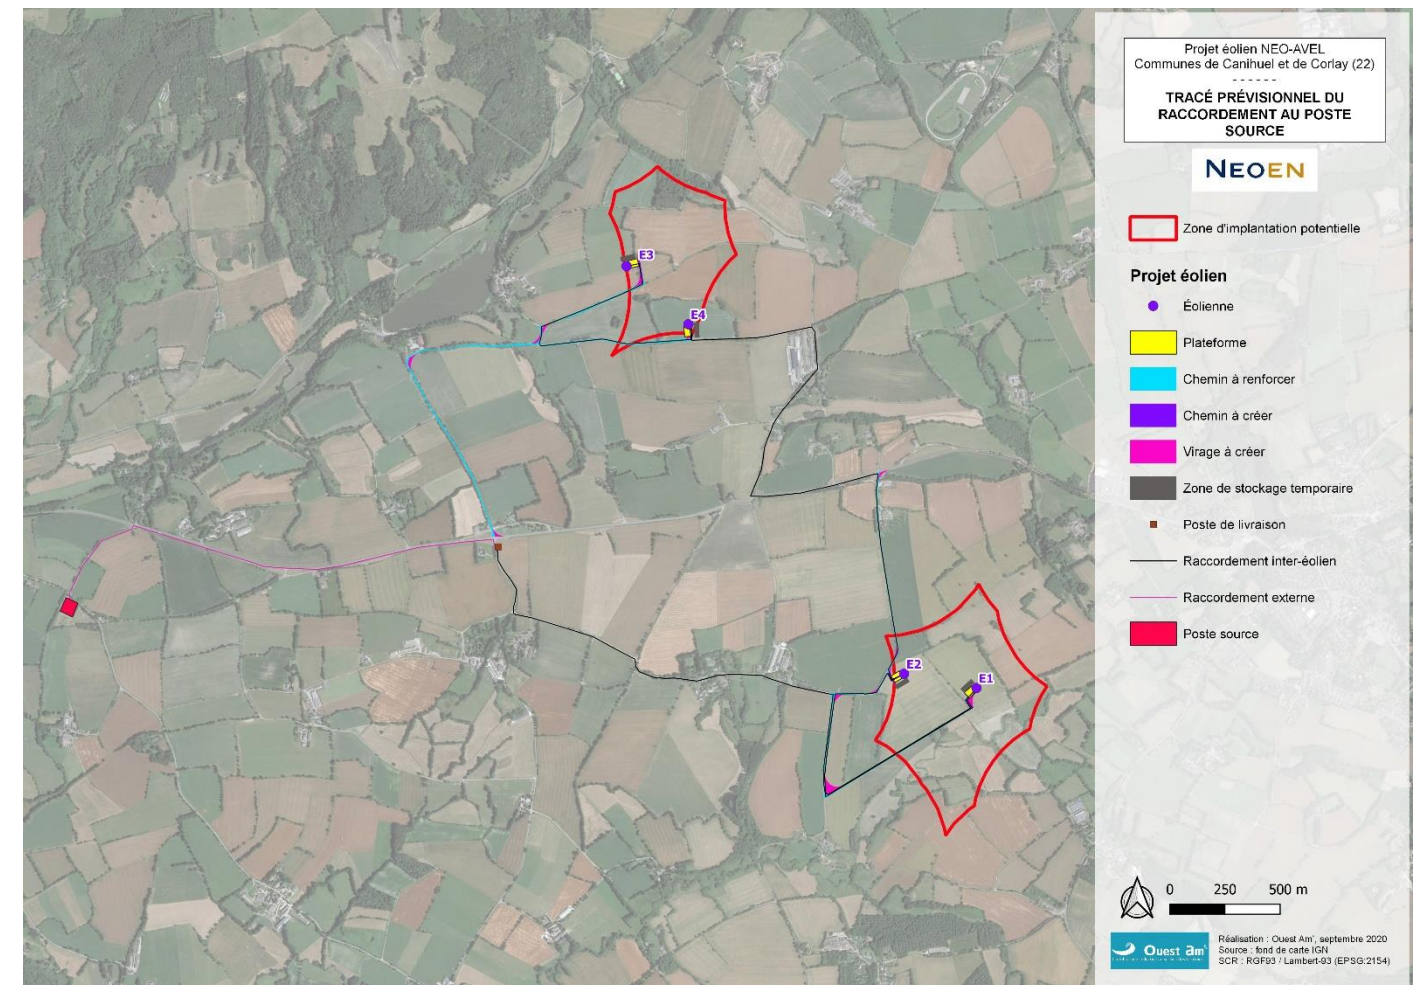 Projet éolien NEO-AVEL
Communes de Canihuel et de Corlay (22)
- - - - - -
TRACÉ PRÉVISIONNEL DU
RACCORDEMENT AU POSTE
SOURCE
NEOEN
Zone d'implantation potentielle
Projet éolien
Éolienne
Plateforme
Chemin à renforcer
Chemin à créer
Virage à créer
Zone de stockage temporaire
Poste de livraison
Raccordement inter-éolien
Raccordement externe
Poste source
E3
E4
E2
E1
0 250 500 m
Ouest am'
Réalisation : Ouest Am', septembre 2020
Source : fond de carte IGN
SCR : RGF93 / Lambert-93 (EPSG:2154)